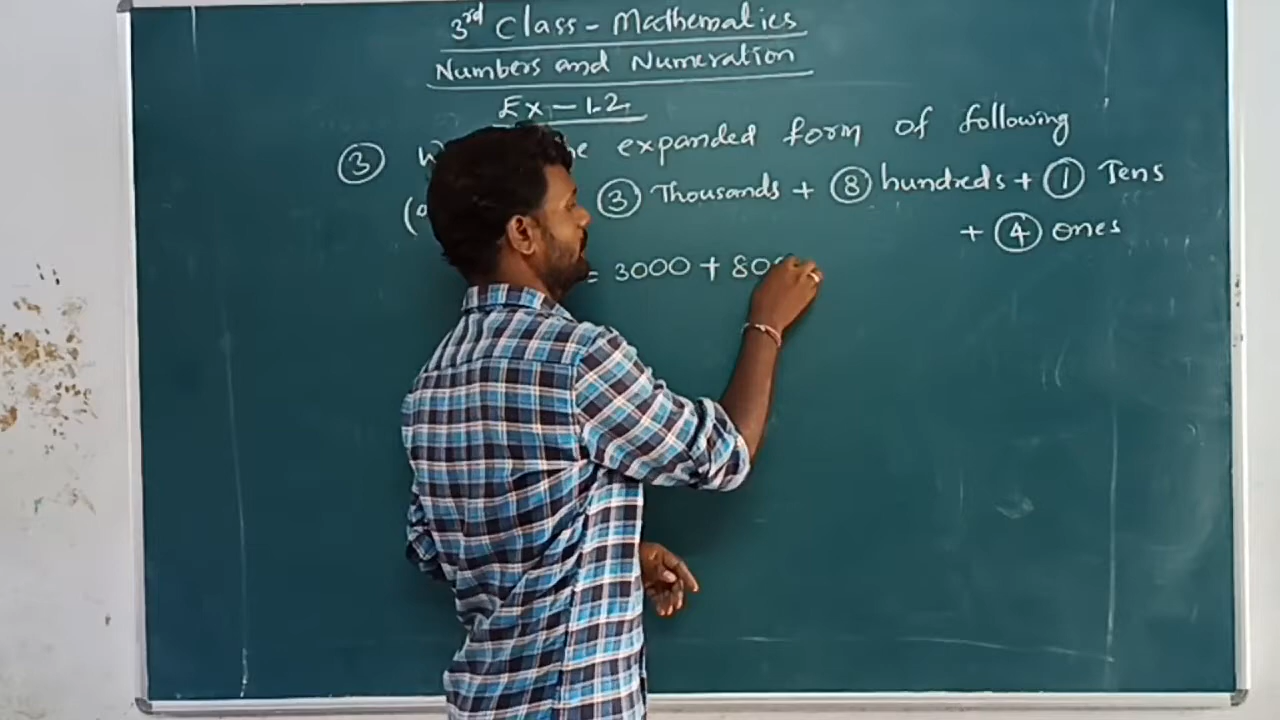 3rd Class - Mathematics
Numbers and Numeration
Ex - 1.2
③ expanded form of following
③ Thousands + ⑧ hundreds + ① Tens
+ ④ ones
= 3000 + 80